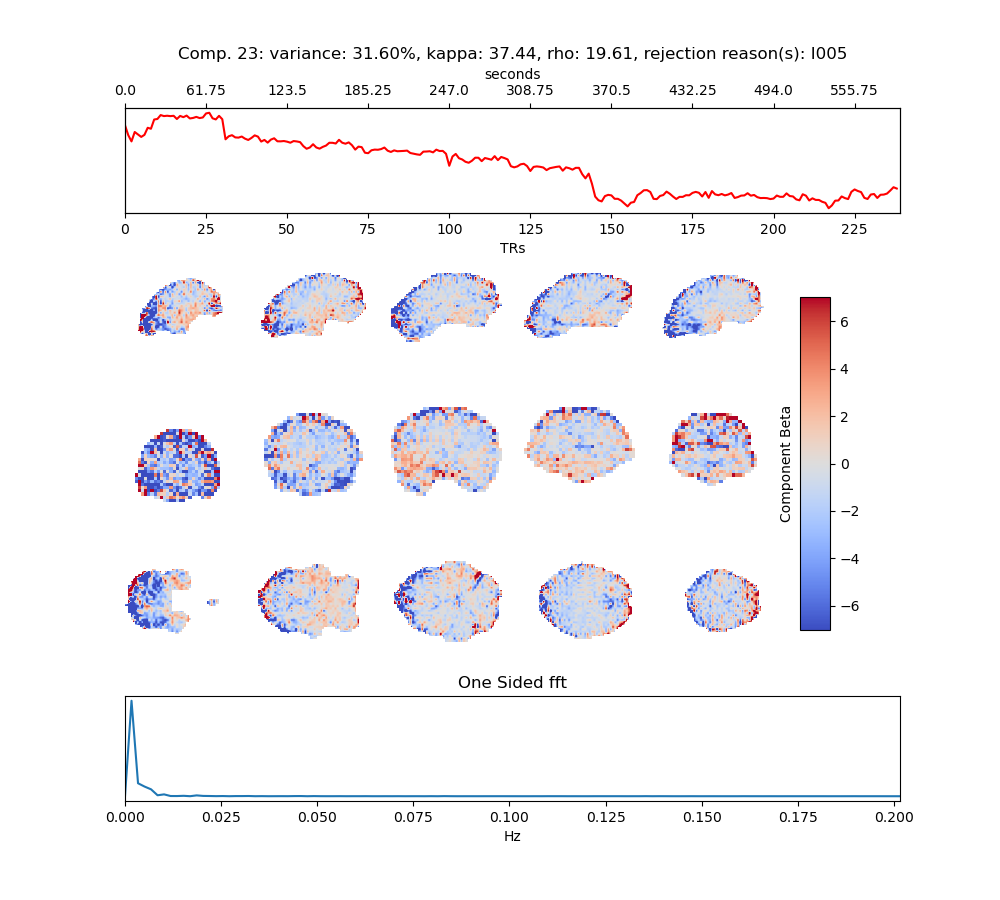 Comp. 23: variance: 31.60%, kappa: 37.44, rho: 19.61, rejection reason(s): I005
seconds
0.0 61.75 123.5 185.25 247.0 308.75 370.5 432.25 494.0 555.75
0 25 50 75 100 125 150 175 200 225
TRs
6
4
2
0
−2
−4
−6
Component Beta
One Sided fft
0.000 0.025 0.050 0.075 0.100 0.125 0.150 0.175 0.200
Hz